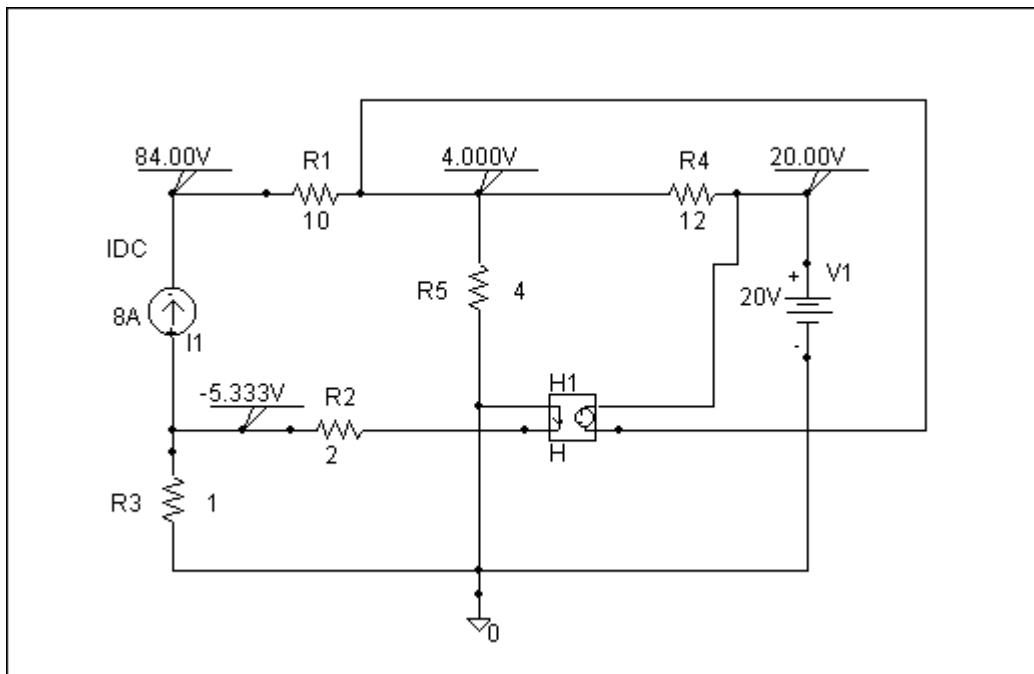 84.00V
R1
4.000V
R4
20.00V
10
12
IDC
R5
4
+
V1
20V
8A
I1
-
-5.333V
R2
H1
2
H
R3
1
0